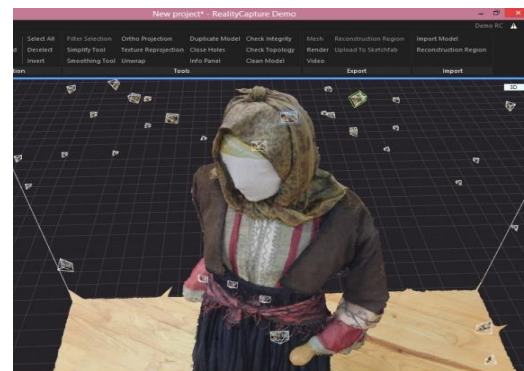 New project* - RealityCapture Demo
Demo RC
Select All Filter Selection Ortho Projection Duplicate Model Check Integrity Mesh Reconstruction Region Import Model
Deselect Simplify Tool Texture Reprojection Close Holes Check Topology Render Upload To Sketchfab Reconstruction Region
Invert Smoothing Tool Unwrap Info Panel Clean Model Video
Tools Export Import
3D